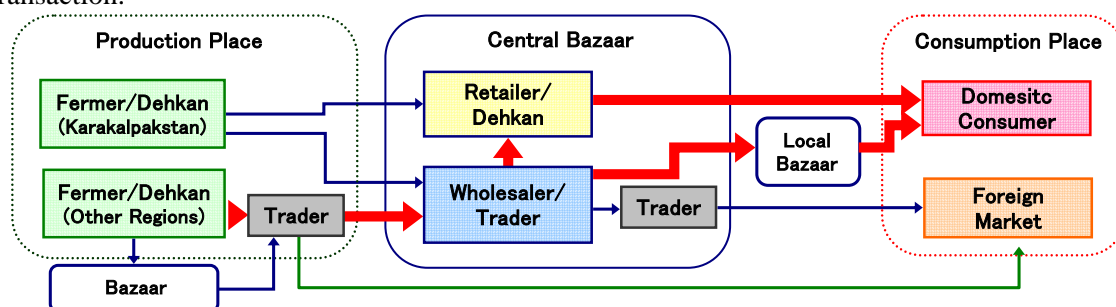 ransaction.
Production Place
Central Bazaar
Consumption Place
Fermer/Dehkan
(Karakalpakstan)
Retailer/
Dehkan
Domesitc
Consumer
Local
Bazaar
Fermer/Dehkan
(Other Regions)
Trader
Wholesaler/
Trader
Trader
Foreign
Market
Bazaar